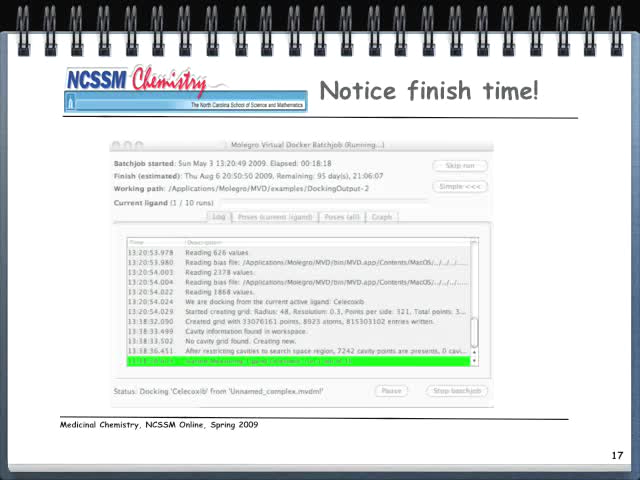 NCSSM Chemistry
The North Carolina School of Science and Mathematics
Notice finish time!
Molegro Virtual Docker Batchjob (Running...)
Batchjob started: Sun May 3 13:20:49 2009. Elapsed: 00:18:18
Skip run
Finish (estimated): Thu Aug 6 20:50:50 2009, Remaining: 95 day(s), 21:06:07
Working path: /Applications/Molegro/MVD/examples/DockingOutput-2
Simple <<<
Current ligand (1 / 10 runs)
Log Poses (current ligand) Poses (all) Graph
Time Description
13:20:53.978 Reading 626 values
13:20:53.980 Reading bias file: /Applications/Molegro/MVD/bin/MVD.app/Contents/MacOS/../../../....
13:20:54.003 Reading 2378 values.
13:20:54.004 Reading bias file: /Applications/Molegro/MVD/bin/MVD.app/Contents/MacOS/../../../....
13:20:54.022 Reading 1868 values.
13:20:54.024 We are docking from the current active ligand: Celecoxib
13:20:54.029 Started creating grid: Radius: 48, Resolution: 0.3, Points per side: 321, Total points: 3...
13:38:32.090 Created grid with 33076161 points, 8923 atoms, 815303102 entries written.
13:38:33.499 Cavity information found in workspace.
13:38:33.502 No cavity grid found. Creating new.
13:38:36.451 After restricting cavities to search space region, 7242 cavity points are presents, 0 cavi...
Status: Docking 'Celecoxib' from 'Unnamed_complex.mvdml'
Pause
Stop batchjob
Medicinal Chemistry, NCSSM Online, Spring 2009
17